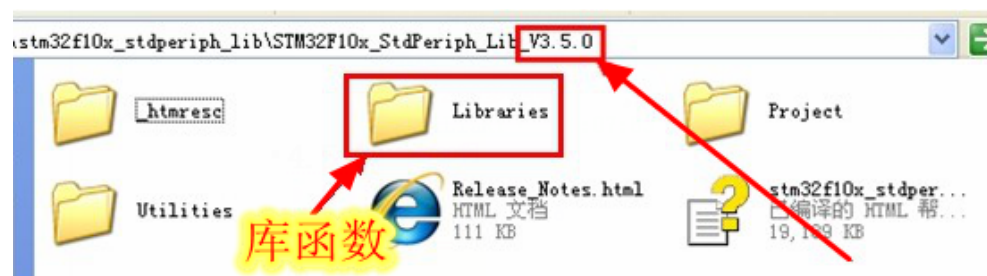 \stm32f10x_stdperiph_lib\STM32F10x_StdPeriph_Lib_V3.5.0
_htmresc
Libraries
Project
Utilities
Release_Notes.html
HTML 文档
111 KB
stm32f10x_stdper...
已编译的 HTML 帮...
19,189 KB
库函数